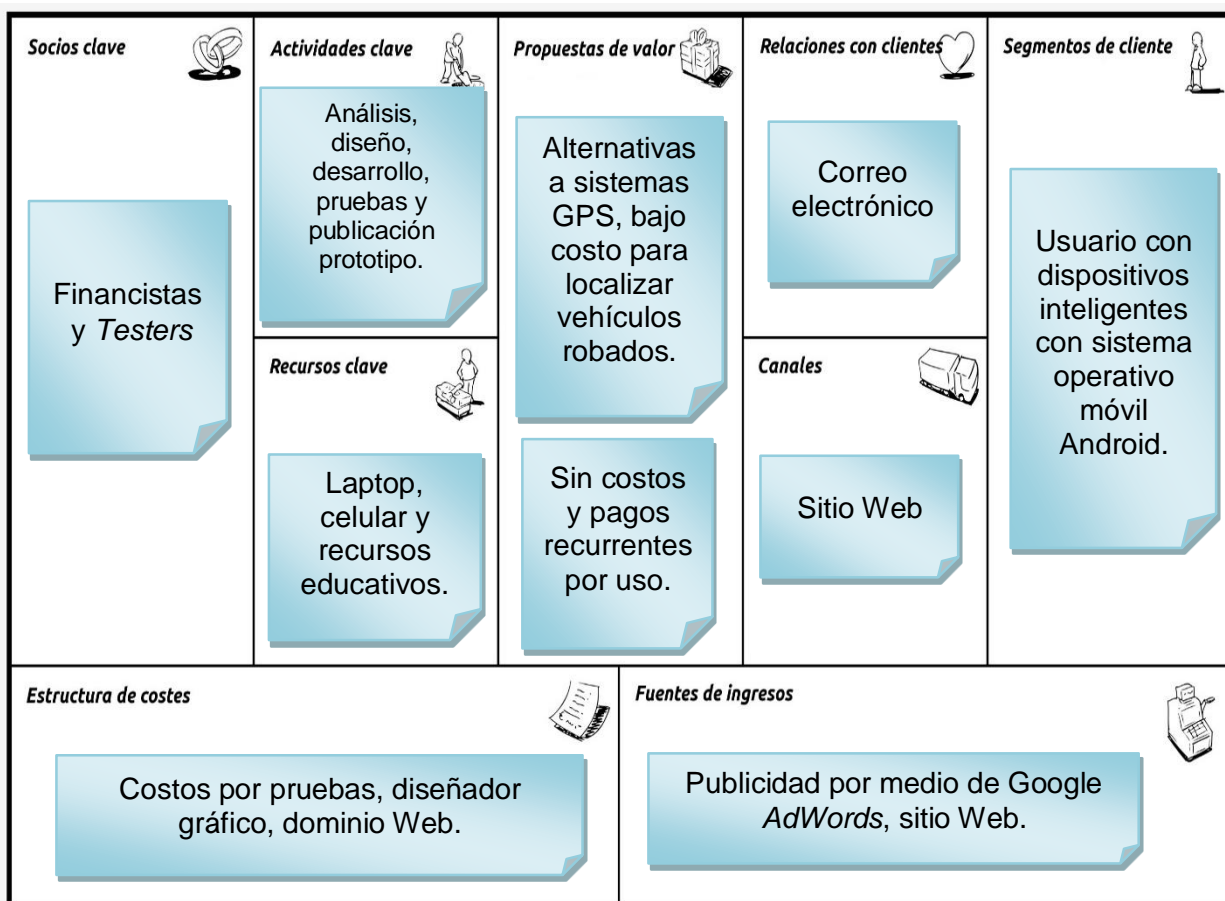 Socios clave
Financistas
y Testers
Actividades clave
Análisis,
diseño,
desarrollo,
pruebas y
publicación
prototipo.
Recursos clave
Laptop,
celular y
recursos
educativos.
Propuestas de valor
Alternativas
a sistemas
GPS, bajo
costo para
localizar
vehículos
robados.
Sin costos
y pagos
recurrentes
por uso.
Relaciones con clientes
Correo
electrónico
Canales
Sitio Web
Segmentos de cliente
Usuario con
dispositivos
inteligentes
con sistema
operativo
móvil
Android.
Estructura de costes
Costos por pruebas, diseñador
gráfico, dominio Web.
Fuentes de ingresos
Publicidad por medio de Google
AdWords, sitio Web.